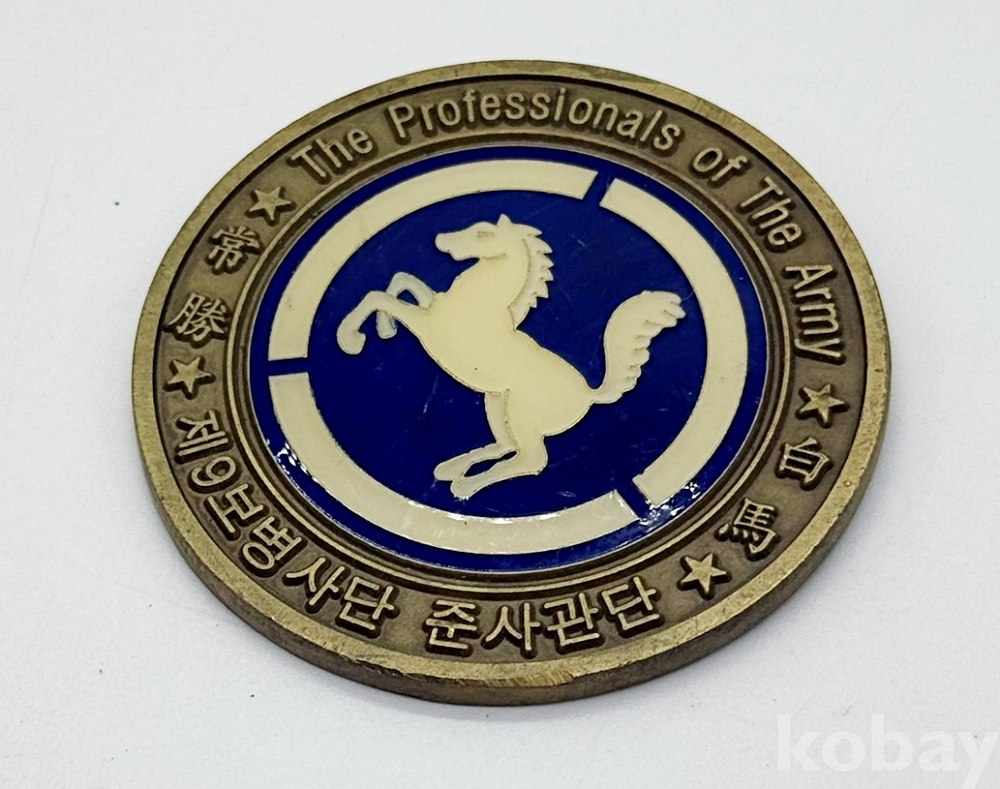 常勝
The Professionals of The Army
白馬
제9보병사단 준사관단
kobay